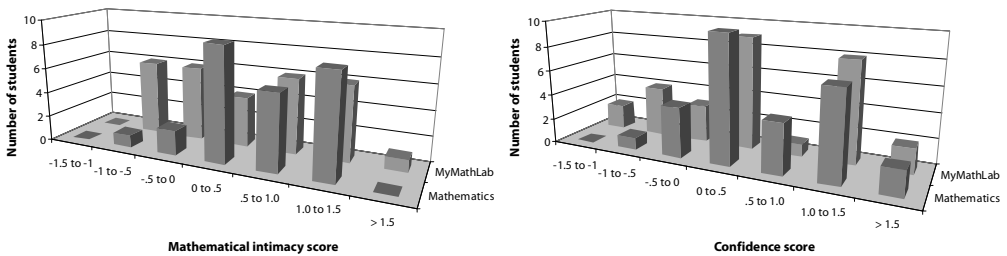 Number of students
10
8
6
4
2
0
-1.5 to -1
-1 to -.5
-.5 to 0
0 to .5
.5 to 1.0
1.0 to 1.5
> 1.5
MyMathLab
Mathematics
Mathematical intimacy score
Number of students
10
8
6
4
2
0
-1.5 to -1
-1 to -.5
-.5 to 0
0 to .5
.5 to 1.0
1.0 to 1.5
> 1.5
MyMathLab
Mathematics
Confidence score